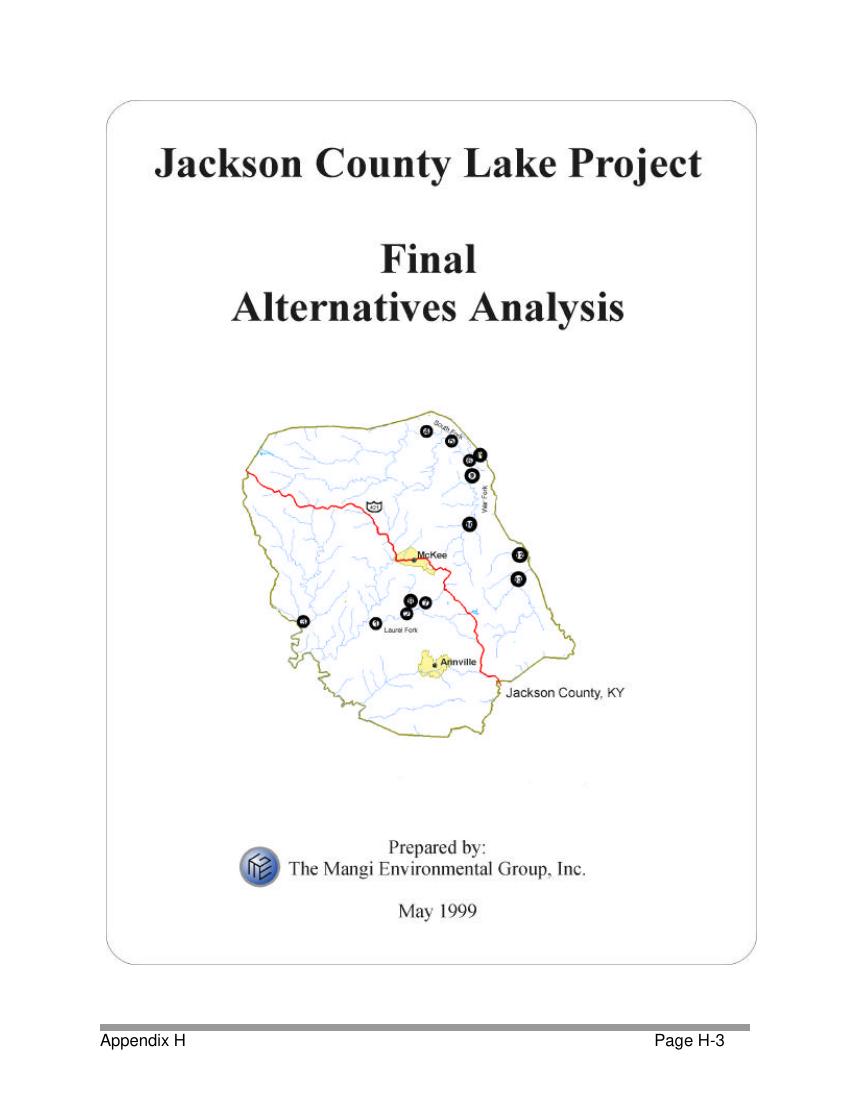 Jackson County Lake Project
Final
Alternatives Analysis
South Fork
War Fork
421
McKee
Laurel Fork
Annville
Jackson County, KY
Prepared by:
The Mangi Environmental Group, Inc.
May 1999
Appendix H Page H-3